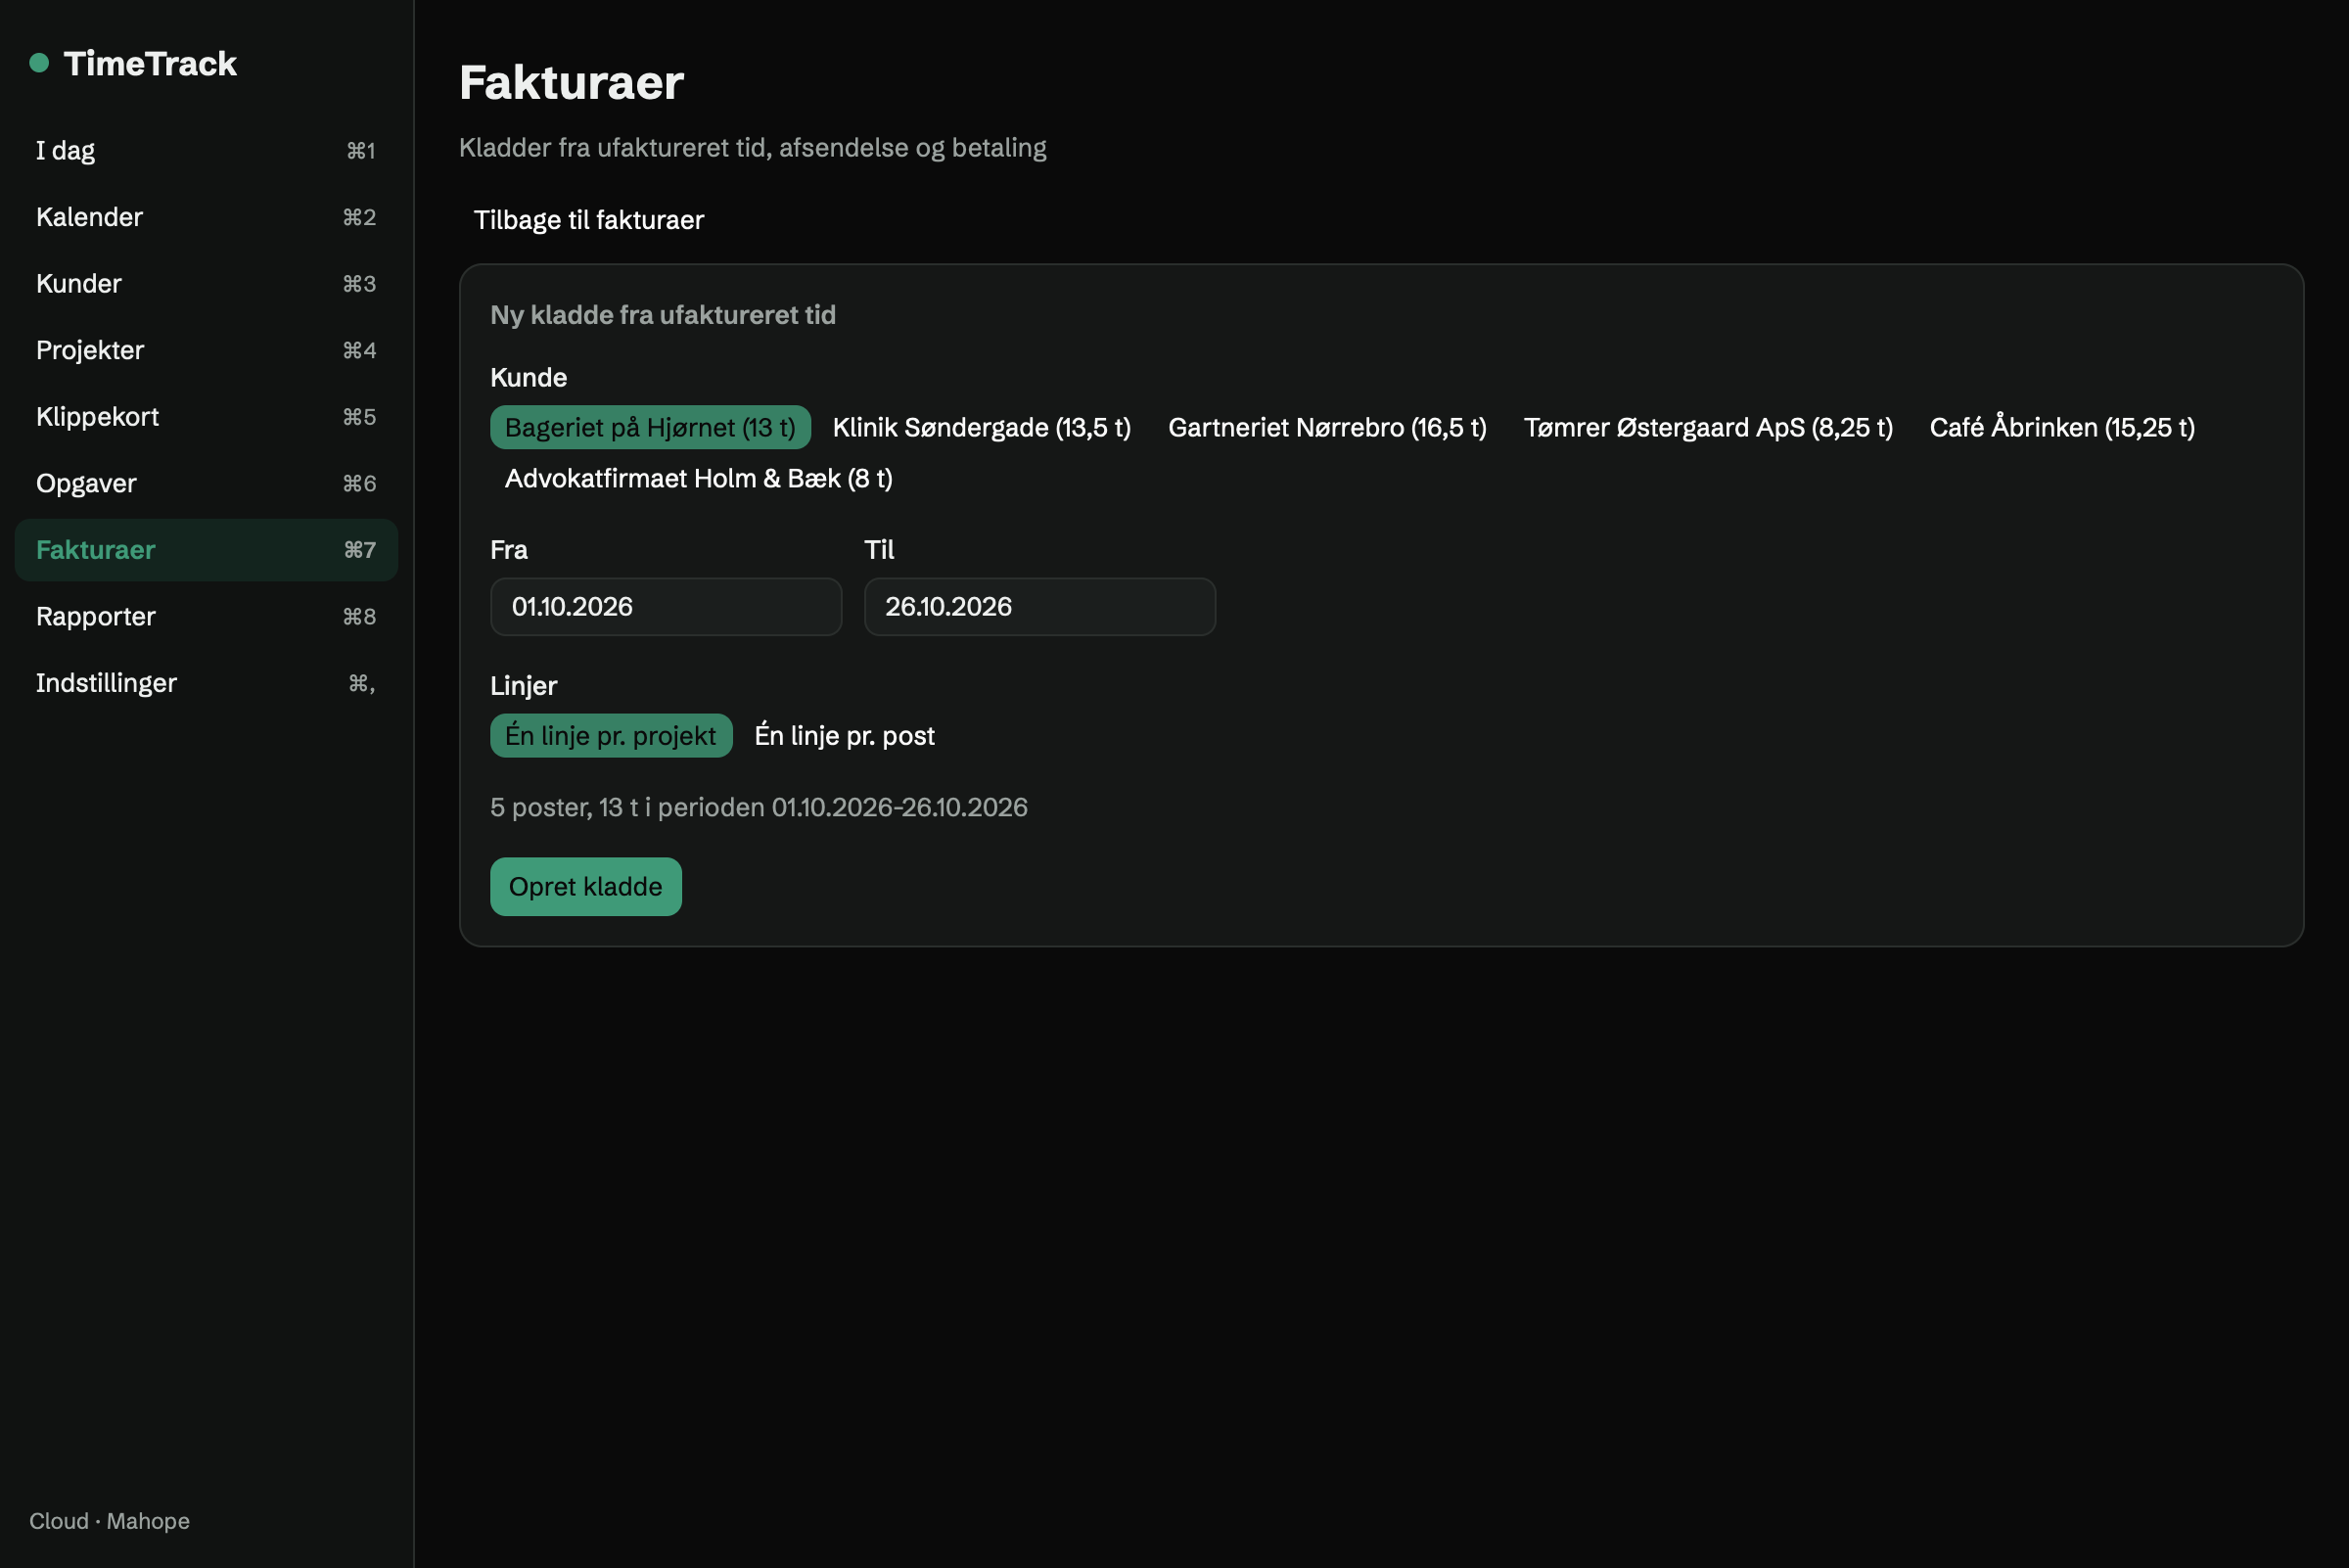 TimeTrack
I dag ⌘1
Kalender ⌘2
Kunder ⌘3
Projekter ⌘4
Klippekort ⌘5
Opgaver ⌘6
Fakturaer ⌘7
Rapporter ⌘8
Indstillinger ⌘,
Cloud · Mahope
Fakturaer
Kladder fra ufaktureret tid, afsendelse og betaling
Tilbage til fakturaer
Ny kladde fra ufaktureret tid
Kunde
Bageriet på Hjørnet (13 t) Klinik Søndergade (13,5 t) Gartneriet Nørrebro (16,5 t) Tømrer Østergaard ApS (8,25 t) Café Åbrinken (15,25 t)
Advokatfirmaet Holm & Bæk (8 t)
Fra Til
01.10.2026 26.10.2026
Linjer
Én linje pr. projekt Én linje pr. post
5 poster, 13 t i perioden 01.10.2026-26.10.2026
Opret kladde